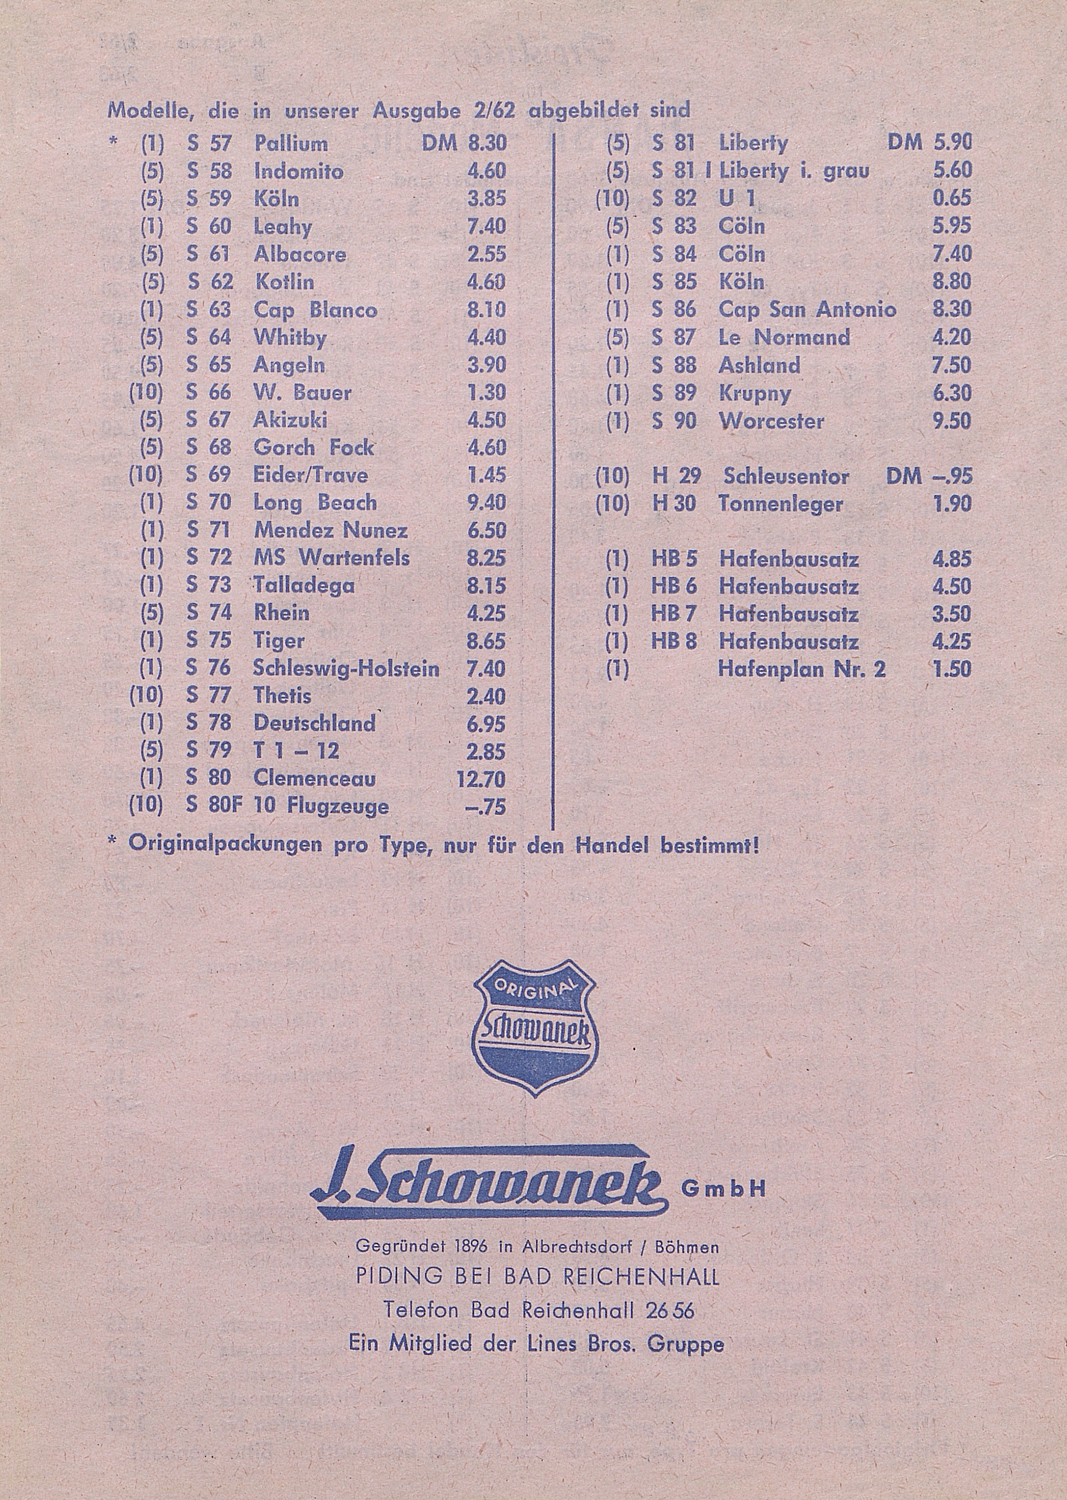 Modelle, die in unserer Ausgabe 2/62 abgebildet sind
* (1) S 57 Pallium DM 8.30
(5) S 58 Indomito 4.60
(5) S 59 Köln 3.85
(1) S 60 Leahy 7.40
(5) S 61 Albacore 2.55
(5) S 62 Kotlin 4.60
(1) S 63 Cap Blanco 8.10
(5) S 64 Whitby 4.40
(5) S 65 Angeln 3.90
(10) S 66 W. Bauer 1.30
(5) S 67 Akizuki 4.50
(5) S 68 Gorch Fock 4.60
(10) S 69 Eider/Trave 1.45
(1) S 70 Long Beach 9.40
(1) S 71 Mendez Nunez 6.50
(1) S 72 MS Wartenfels 8.25
(1) S 73 Talladega 8.15
(5) S 74 Rhein 4.25
(1) S 75 Tiger 8.65
(1) S 76 Schleswig-Holstein 7.40
(10) S 77 Thetis 2.40
(1) S 78 Deutschland 6.95
(5) S 79 T 1 – 12 2.85
(1) S 80 Clemenceau 12.70
(10) S 80F 10 Flugzeuge –.75
(5) S 81 Liberty DM 5.90
(5) S 81 I Liberty i. grau 5.60
(10) S 82 U 1 0.65
(5) S 83 Cöln 5.95
(1) S 84 Cöln 7.40
(1) S 85 Köln 8.80
(1) S 86 Cap San Antonio 8.30
(5) S 87 Le Normand 4.20
(1) S 88 Ashland 7.50
(1) S 89 Krupny 6.30
(1) S 90 Worcester 9.50
(10) H 29 Schleusentor DM –.95
(10) H 30 Tonnenleger 1.90
(1) HB 5 Hafenbausatz 4.85
(1) HB 6 Hafenbausatz 4.50
(1) HB 7 Hafenbausatz 3.50
(1) HB 8 Hafenbausatz 4.25
(1) Hafenplan Nr. 2 1.50
* Originalpackungen pro Type, nur für den Handel bestimmt!
ORIGINAL
Schowanek
J. Schowanek GmbH
Gegründet 1896 in Albrechtsdorf / Böhmen
PIDING BEI BAD REICHENHALL
Telefon Bad Reichenhall 26 56
Ein Mitglied der Lines Bros. Gruppe